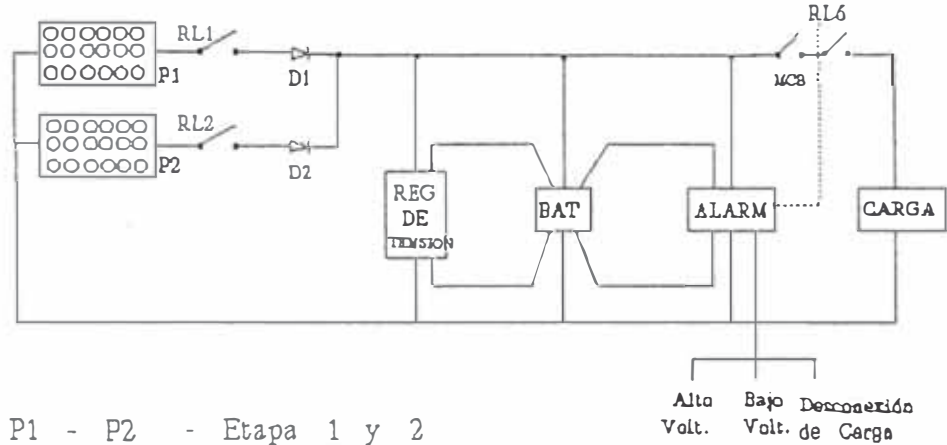 RL1
P1
D1
RL2
P2
D2
RL6
MCB
REG
DE
TENSION
BAT
ALARM
CARGA
Alto
Volt.
Bajo
Volt.
Desconexión
de Carga
P1 - P2 - Etapa 1 y 2